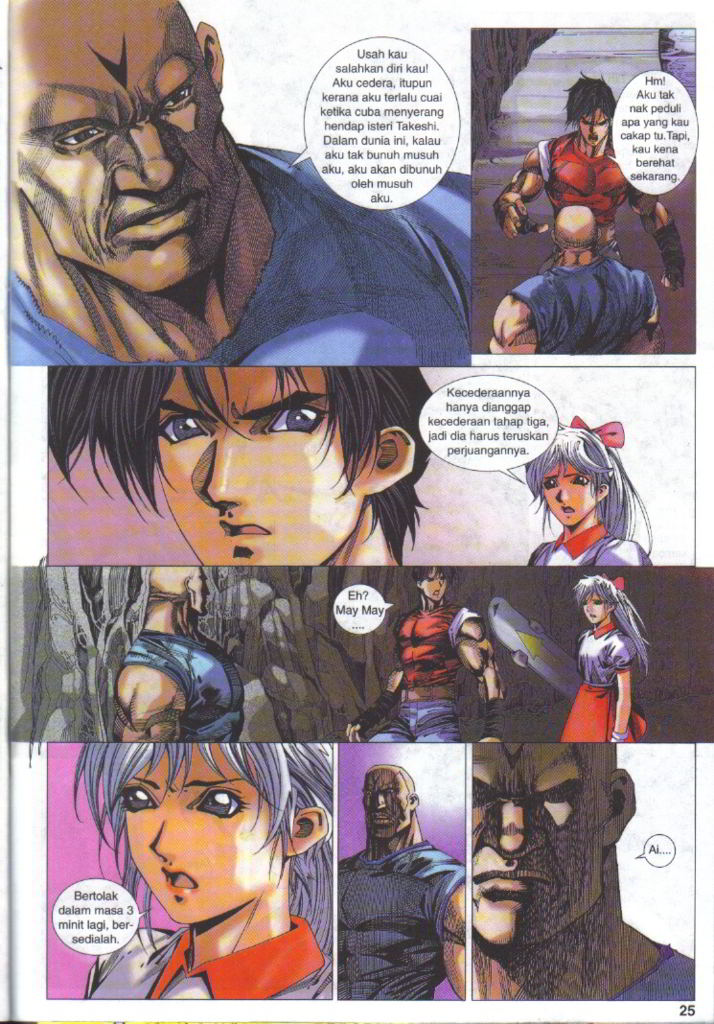 Usah kau
salahkan diri kau!
Aku cedera, itupun
kerana aku terlalu cuai
ketika cuba menyerang
hendap isteri Takeshi.
Dalam dunia ini, kalau
aku tak bunuh musuh
aku, aku akan dibunuh
oleh musuh
aku.
Hm!
Aku tak
nak peduli
apa yang kau
cakap tu.Tapi,
kau kena
berehat
sekarang.
Kecederaannya
hanya dianggap
kecederaan tahap tiga,
jadi dia harus teruskan
perjuangannya.
Eh?
May May
....
Bertolak
dalam masa 3
minit lagi, ber-
sedialah.
Ai....
25